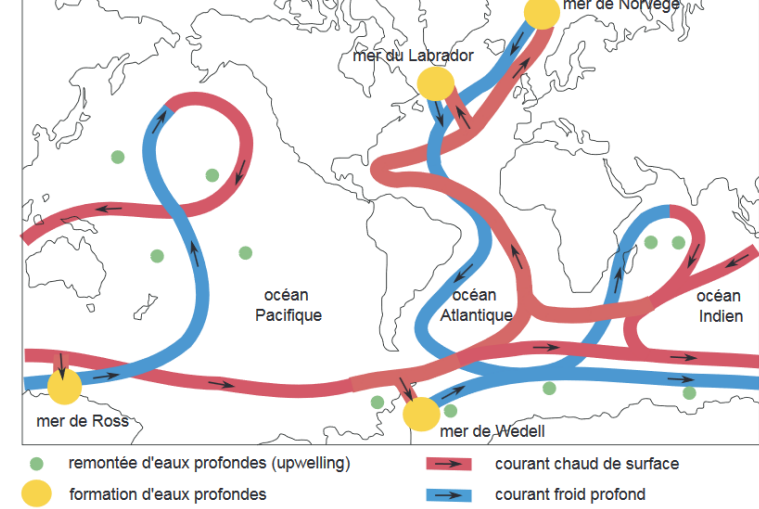 mer de Norvège
mer du Labrador
océan
Pacifique
océan
Atlantique
océan
Indien
mer de Ross
mer de Wedell
remontée d'eaux profondes (upwelling)
courant chaud de surface
formation d'eaux profondes
courant froid profond